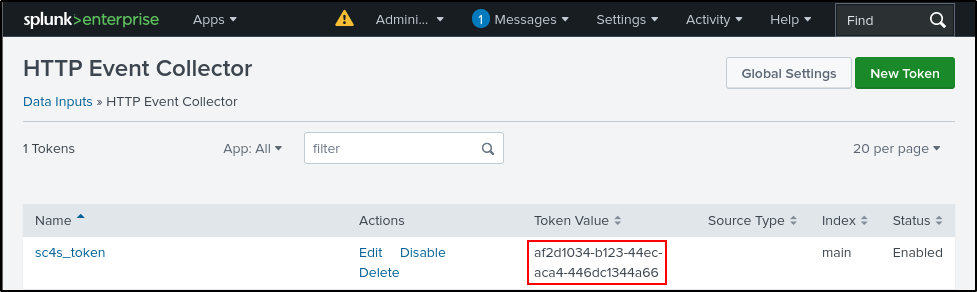 splunk>enterprise Apps Admini... 1 Messages Settings Activity Help Find
HTTP Event Collector
Global Settings New Token
Data Inputs » HTTP Event Collector
1 Tokens App: All filter 20 per page
Name Actions Token Value Source Type Index Status
sc4s_token Edit Disable af2d1034-b123-44ec- main Enabled
Delete aca4-446dc1344a66